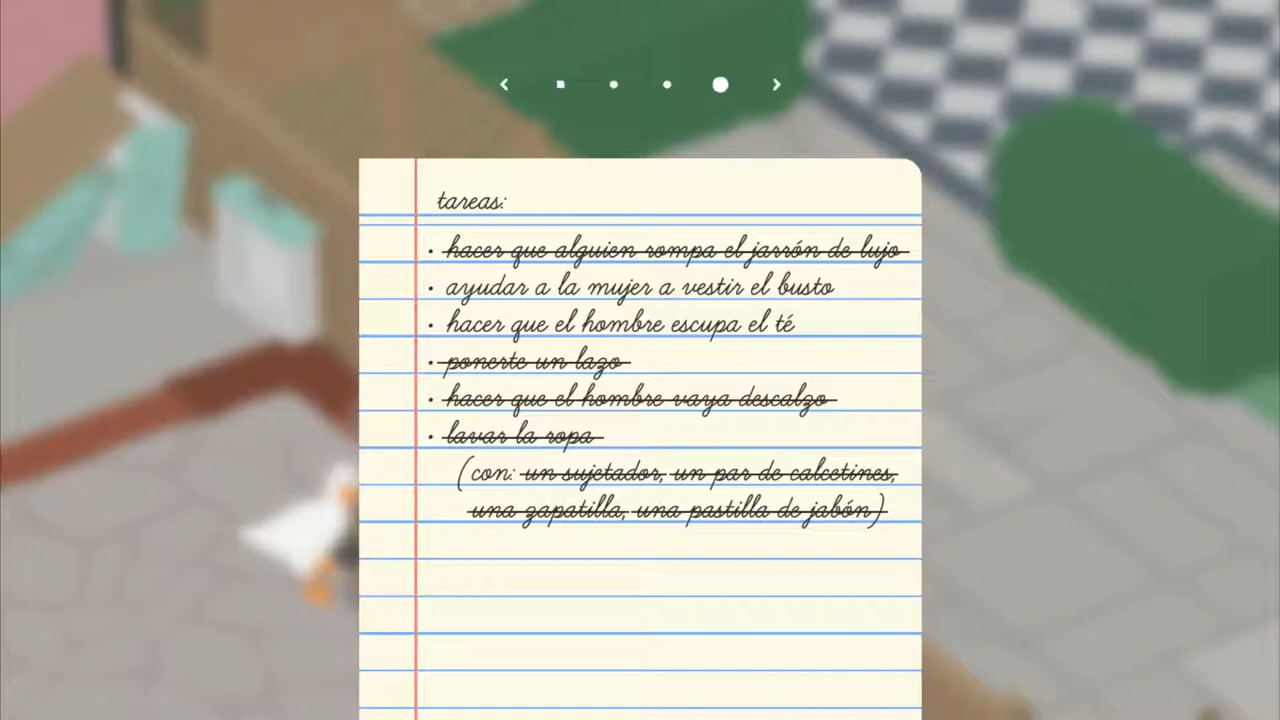 tareas:
· hacer que alguien rompa el jarrón de lujo
· ayudar a la mujer a vestir el busto
· hacer que el hombre escupa el té
· ponerte un lazo
· hacer que el hombre vaya descalzo
· lavar la ropa
(con: un sujetador, un par de calcetines,
una zapatilla, una pastilla de jabón)